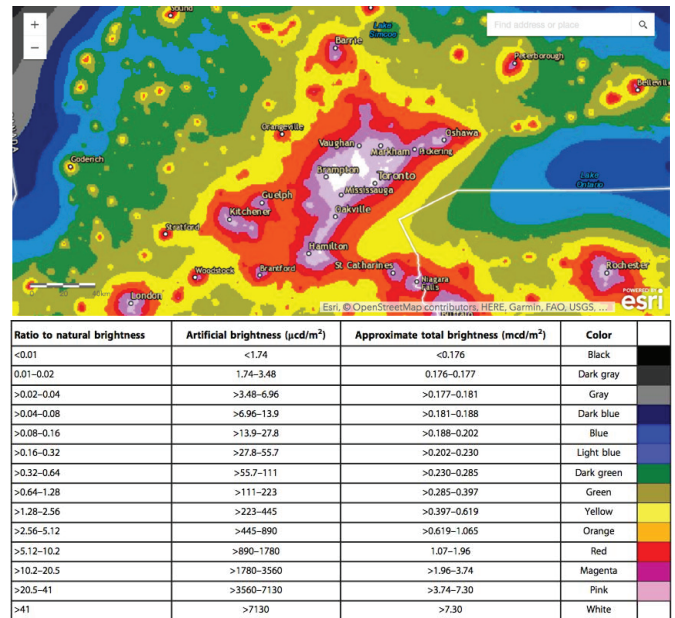 +
−
Find address or place
Sound
Lake
Simcoe
Barrie
Peterborough
Belleville
Orangeville
Oshawa
Vaughan
Markham
Pickering
Goderich
Brampton
Toronto
Lake
Ontario
Mississauga
Guelph
Kitchener
Oakville
Stratford
Hamilton
St Catharines
Rochester
Woodstock
Brantford
Niagara
Falls
London
POWERED BY
esri
Esri, © OpenStreetMap contributors, HERE, Garmin, FAO, USGS, ...
Ratio to natural brightness Artificial brightness (μcd/m²) Approximate total brightness (mcd/m²) Color
<0.01 <1.74 <0.176 Black
0.01–0.02 1.74–3.48 0.176–0.177 Dark gray
>0.02–0.04 >3.48–6.96 >0.177–0.181 Gray
>0.04–0.08 >6.96–13.9 >0.181–0.188 Dark blue
>0.08–0.16 >13.9–27.8 >0.188–0.202 Blue
>0.16–0.32 >27.8–55.7 >0.202–0.230 Light blue
>0.32–0.64 >55.7–111 >0.230–0.285 Dark green
>0.64–1.28 >111–223 >0.285–0.397 Green
>1.28–2.56 >223–445 >0.397–0.619 Yellow
>2.56–5.12 >445–890 >0.619–1.065 Orange
>5.12–10.2 >890–1780 1.07–1.96 Red
>10.2–20.5 >1780–3560 >1.96–3.74 Magenta
>20.5–41 >3560–7130 >3.74–7.30 Pink
>41 >7130 >7.30 White